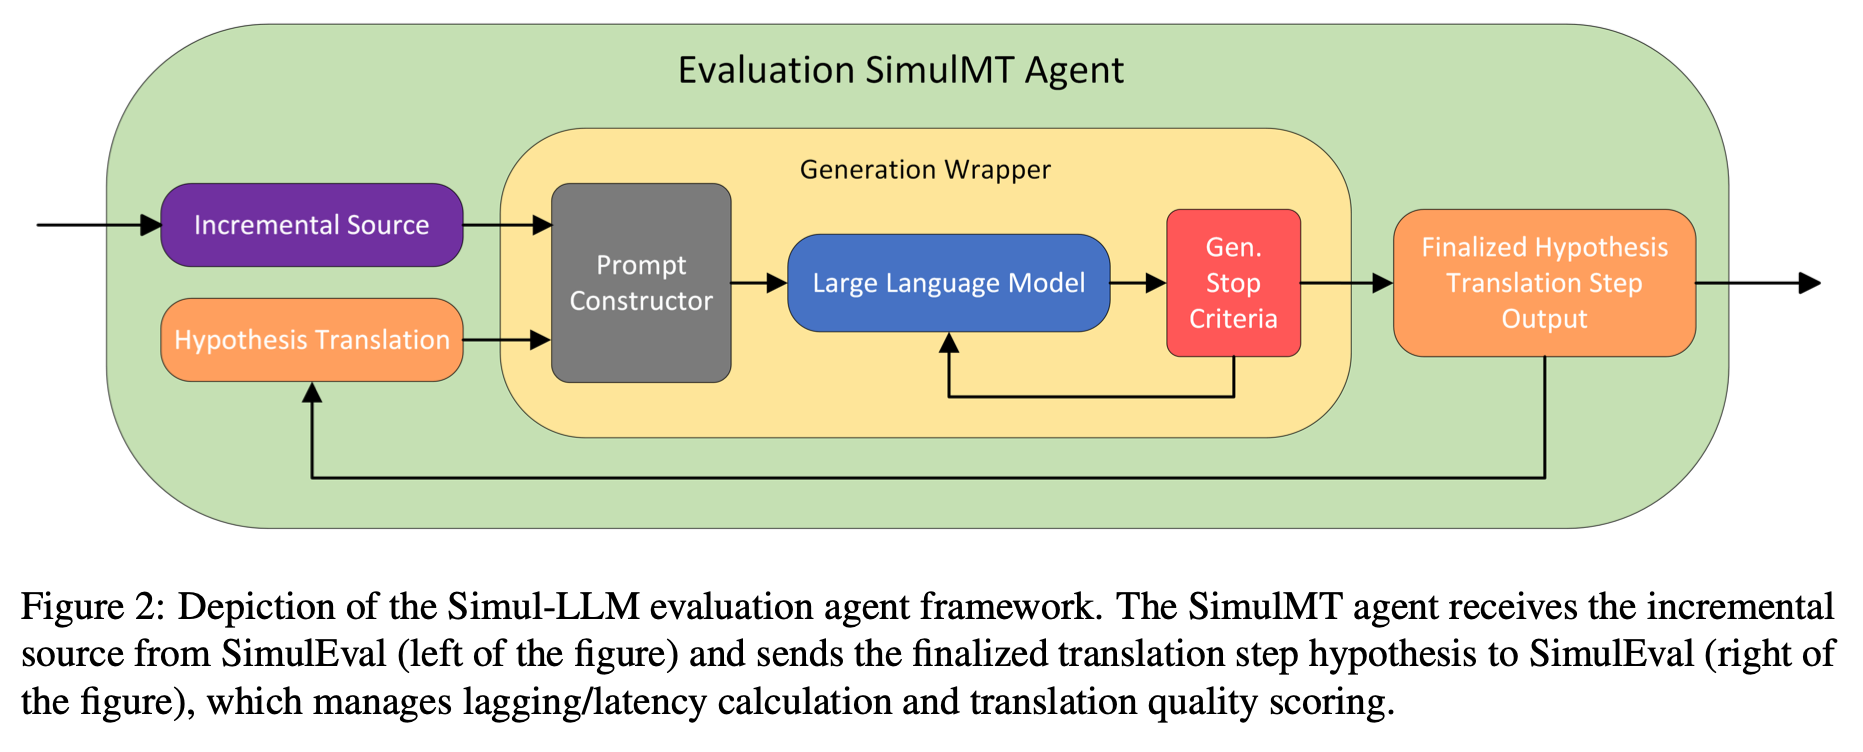 Evaluation SimulMT Agent
Generation Wrapper
Incremental Source
Hypothesis Translation
Prompt
Constructor
Large Language Model
Gen.
Stop
Criteria
Finalized Hypothesis
Translation Step
Output
Figure 2: Depiction of the Simul-LLM evaluation agent framework. The SimulMT agent receives the incremental
source from SimulEval (left of the figure) and sends the finalized translation step hypothesis to SimulEval (right of
the figure), which manages lagging/latency calculation and translation quality scoring.